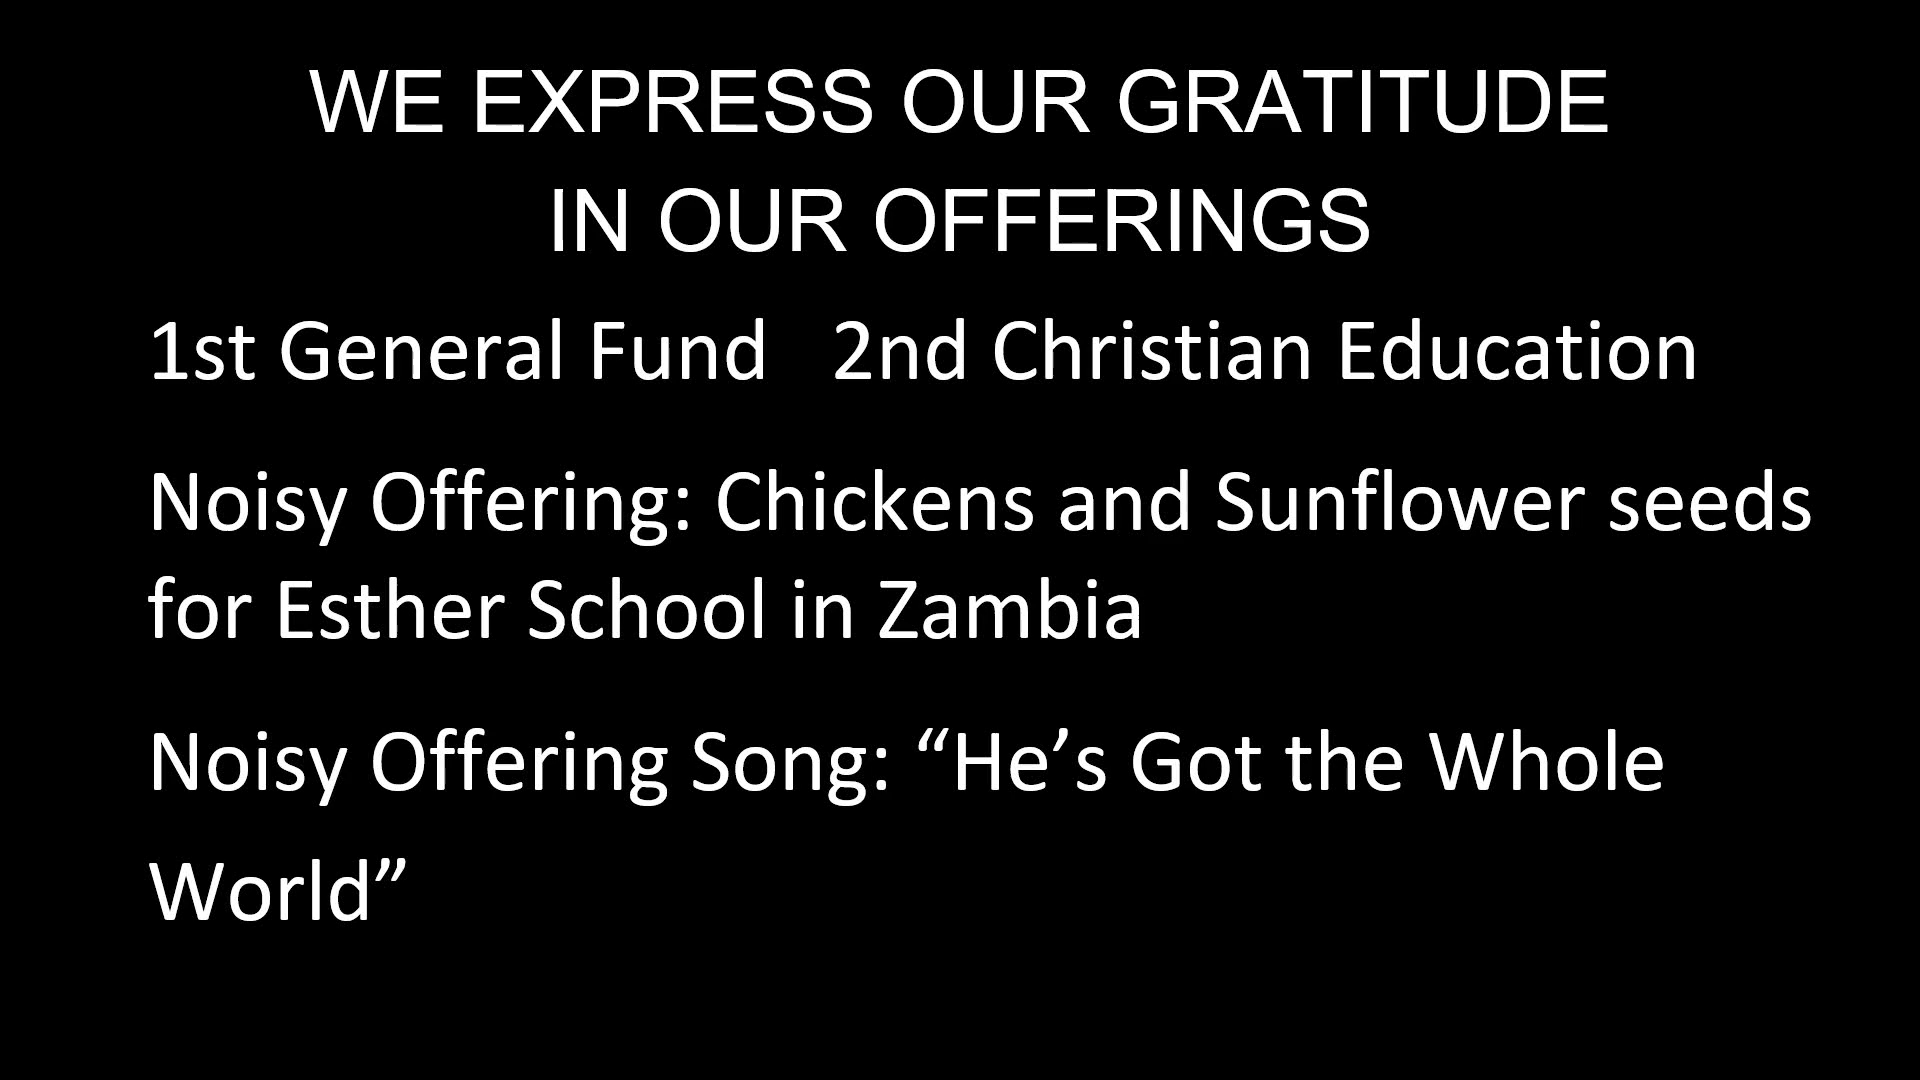 WE EXPRESS OUR GRATITUDE
IN OUR OFFERINGS
1st General Fund   2nd Christian Education
Noisy Offering: Chickens and Sunflower seeds
for Esther School in Zambia
Noisy Offering Song: “He’s Got the Whole
World”